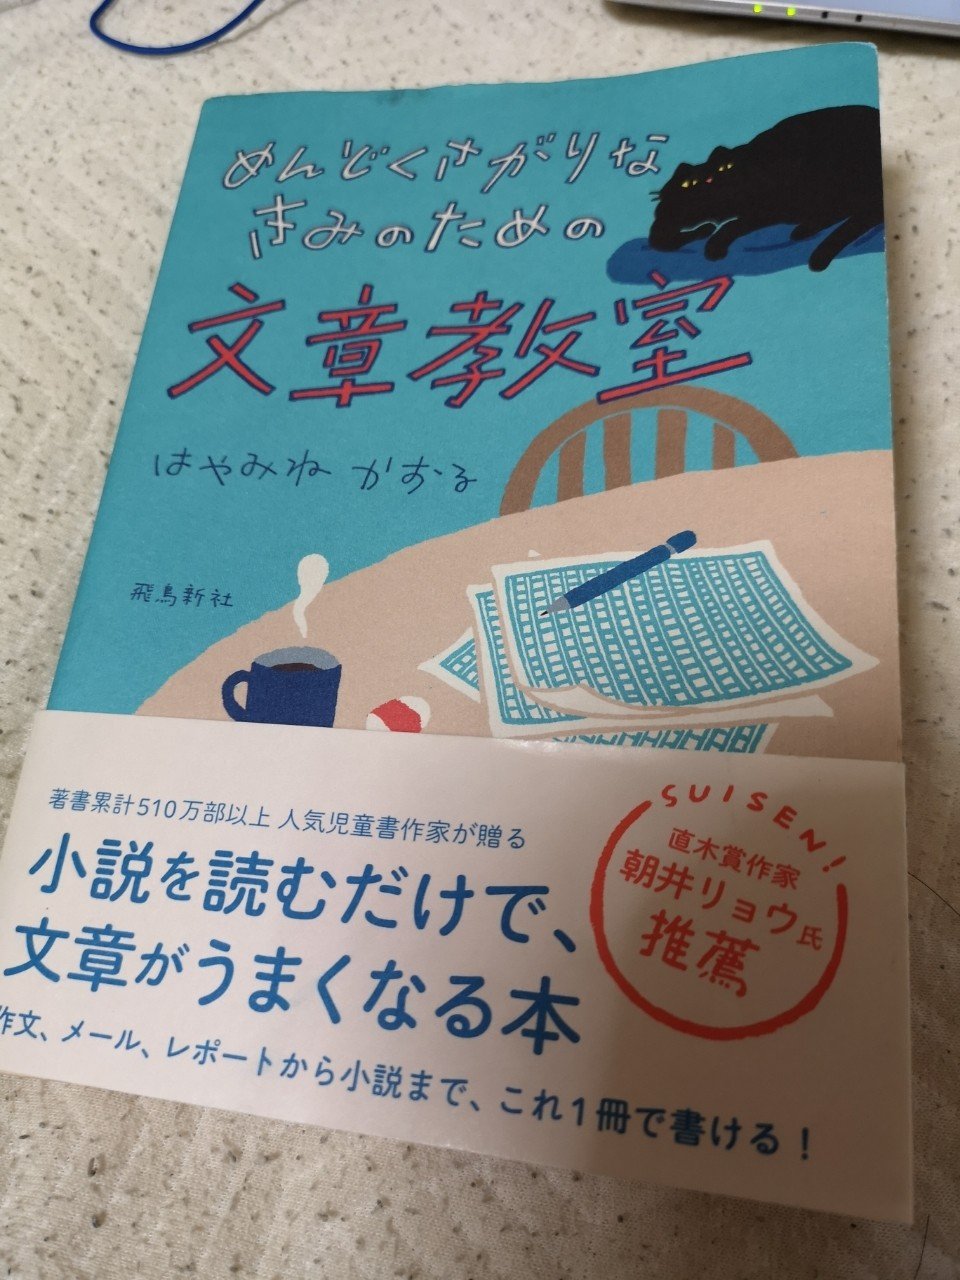 めんどくさがりな
きみのための
文章教室
はやみね かおる
飛鳥新社
著書累計510万部以上 人気児童書作家が贈る
小説を読むだけで、
文章がうまくなる本
作文、メール、レポートから小説まで、これ1冊で書ける!
SUISEN!
直木賞作家
朝井リョウ氏
推薦